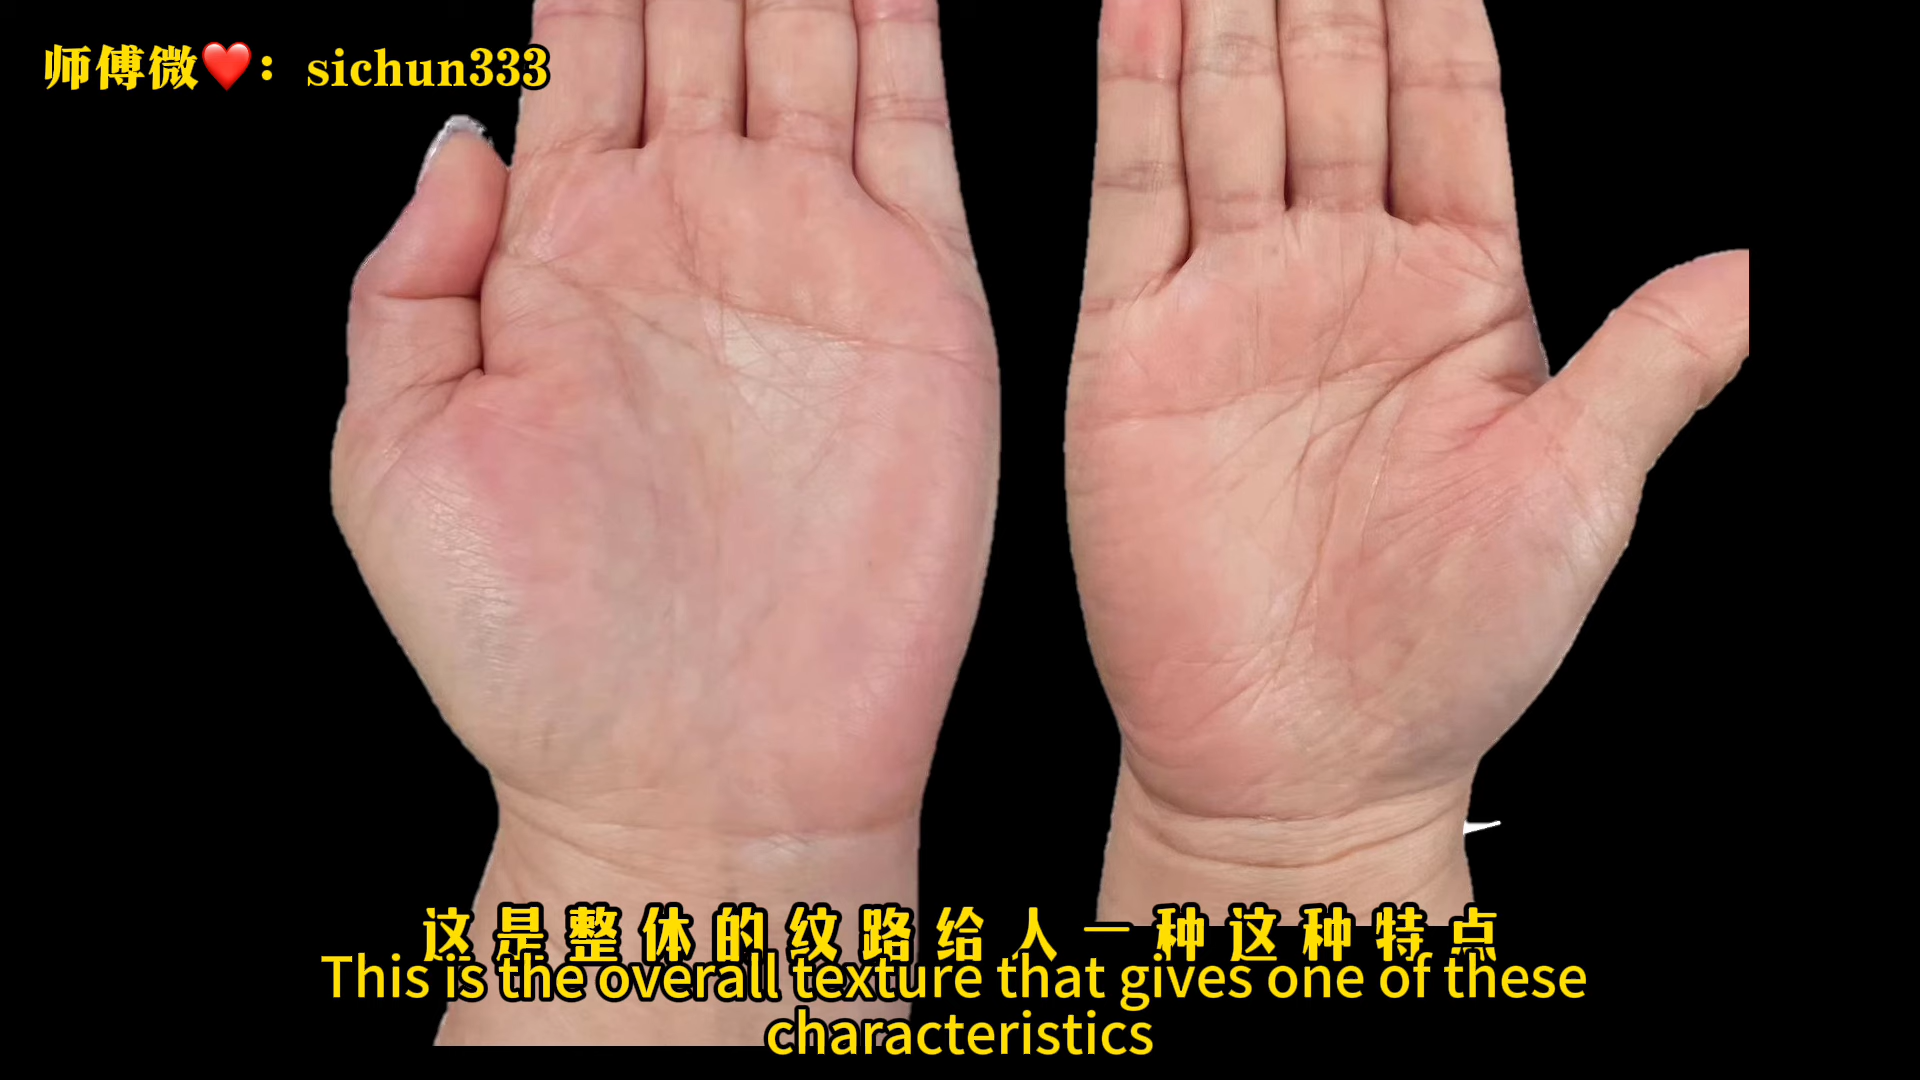 师傅微❤️：sichun333
这是整体的纹路给人一种这种特点
This is the overall texture that gives one of these
characteristics